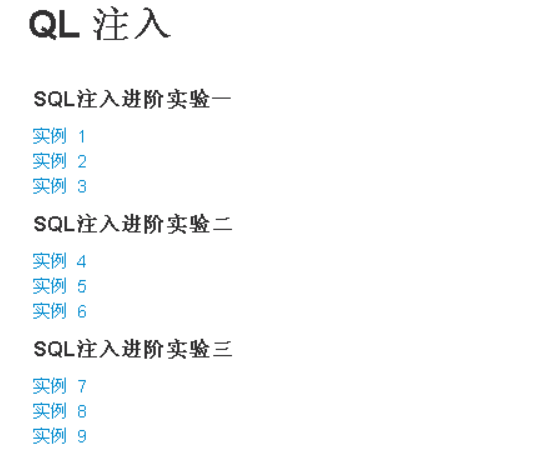 QL 注入
SQL注入进阶实验一
实例 1
实例 2
实例 3
SQL注入进阶实验二
实例 4
实例 5
实例 6
SQL注入进阶实验三
实例 7
实例 8
实例 9